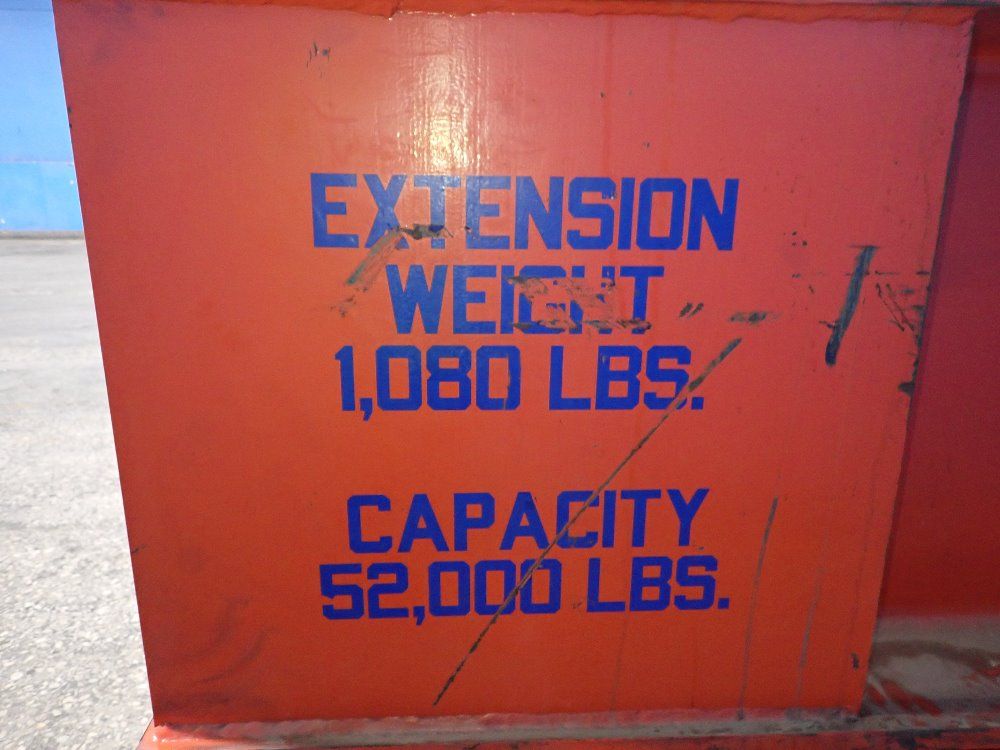 EXTENSION
WEIGHT
1,080 LBS.
CAPACITY
52,000 LBS.